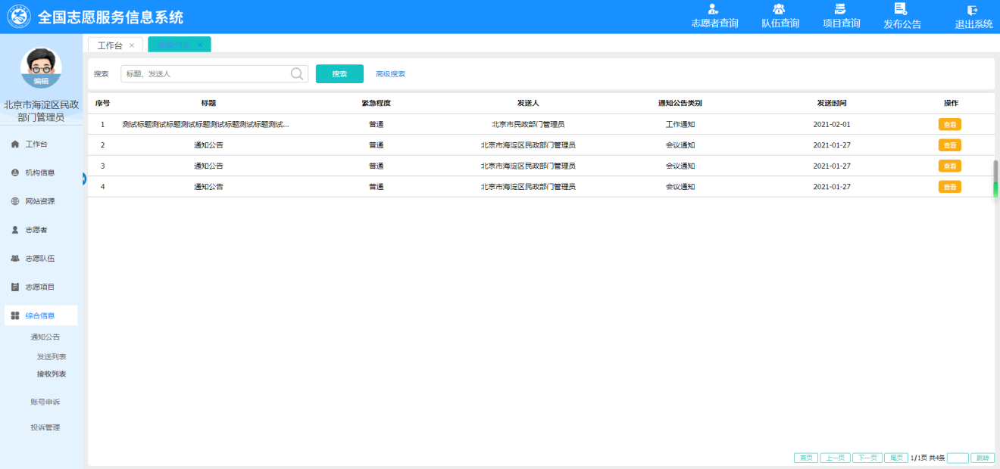 全国志愿服务信息系统
志愿者查询 队伍查询 项目查询 发布公告 退出系统
工作台 × 接收列表 ×
编辑
北京市海淀区民政
部门管理员
搜索 标题、发送人 搜索 高级搜索
序号 标题 紧急程度 发送人 通知公告类别 发送时间 操作
1 测试标题测试标题测试标题测试标题测试标题测试... 普通 北京市民政部门管理员 工作通知 2021-02-01 查看
2 通知公告 普通 北京市海淀区民政部门管理员 会议通知 2021-01-27 查看
3 通知公告 普通 北京市海淀区民政部门管理员 会议通知 2021-01-27 查看
4 通知公告 普通 北京市海淀区民政部门管理员 会议通知 2021-01-27 查看
工作台
机构信息
网站资源
志愿者
志愿队伍
志愿项目
综合信息
通知公告
发送列表
接收列表
账号申诉
投诉管理
首页 上一页 下一页 尾页 1/1页 共4条 跳转